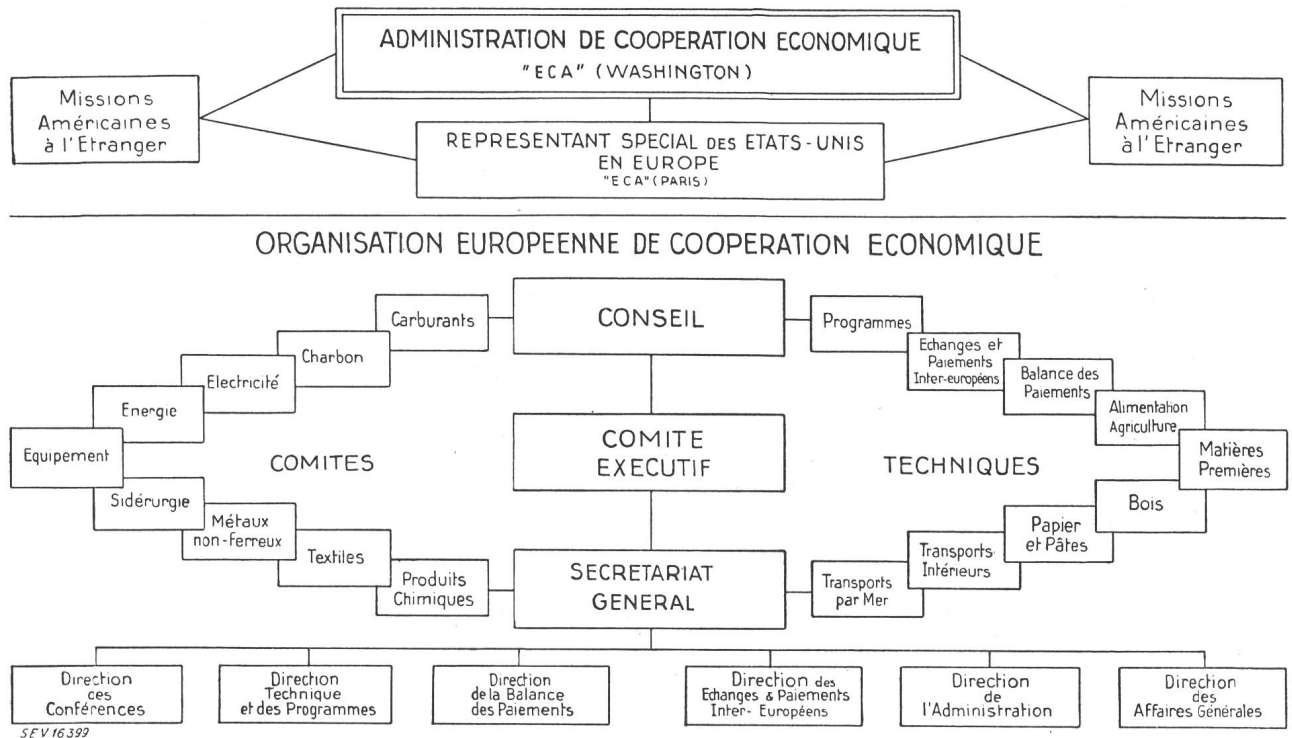 ADMINISTRATION DE COOPERATION ECONOMIQUE
"ECA" (WASHINGTON)
Missions
Américaines
à l'Etranger
Missions
Américaines
à l'Etranger
REPRESENTANT SPECIAL DES ETATS-UNIS
EN EUROPE
"ECA" (PARIS)
ORGANISATION EUROPEENNE DE COOPERATION ECONOMIQUE
CONSEIL
COMITE
EXECUTIF
SECRETARIAT
GENERAL
COMITES
Carburants
Charbon
Electricité
Energie
Equipement
Sidérurgie
Métaux
non-ferreux
Textiles
Produits
Chimiques
TECHNIQUES
Programmes
Echanges et
Paiements
Inter-européens
Balance des
Paiements
Alimentation
Agriculture
Matières
Premières
Bois
Papier
et Pâtes
Transports
Intérieurs
Transports
par Mer
Direction
ces
Conférences
Direction
Technique
et des Programmes
Direction
de la Balance
des Paiements
Direction des
Echanges & Paiements
Inter-Européens
Direction
de
l'Administration
Direction
des
Affaires Générales
SEV 16399